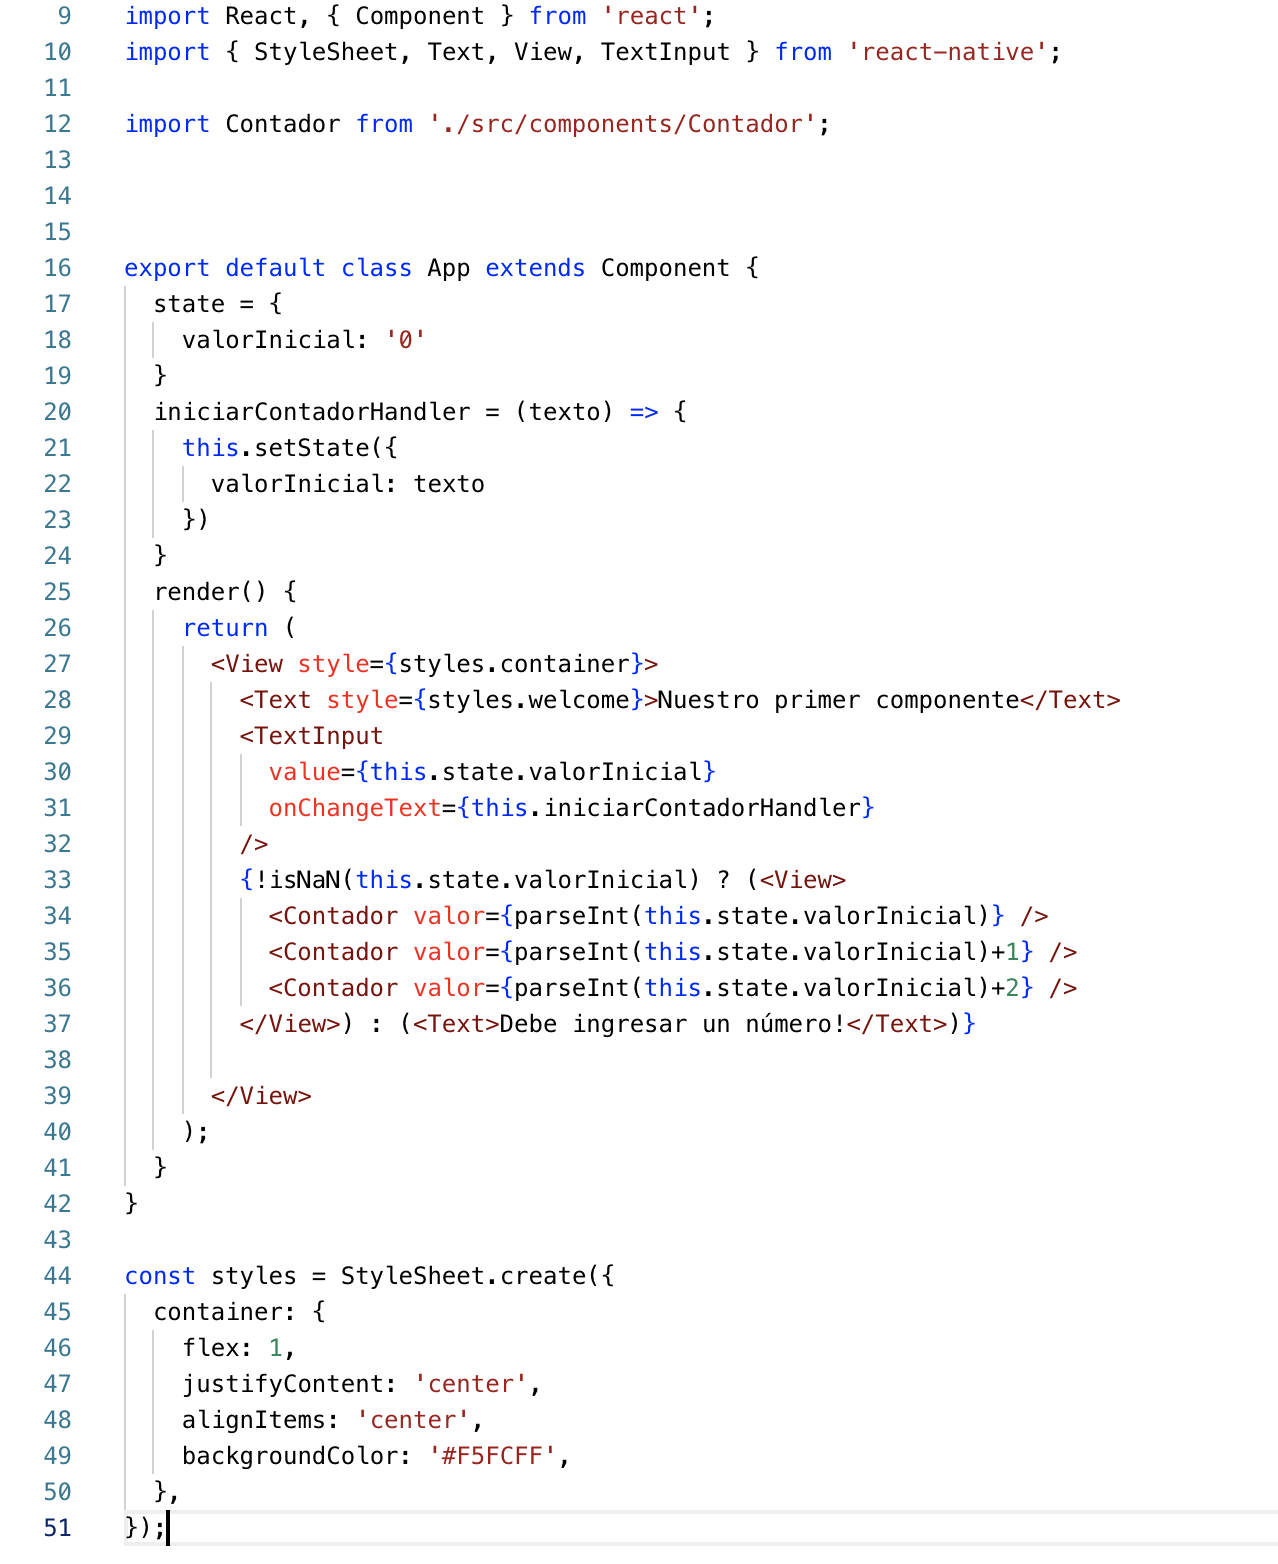 9 import React, { Component } from 'react';
10 import { StyleSheet, Text, View, TextInput } from 'react-native';
11
12 import Contador from './src/components/Contador';
13
14
15
16 export default class App extends Component {
17   state = {
18     valorInicial: '0'
19   }
20   iniciarContadorHandler = (texto) => {
21     this.setState({
22       valorInicial: texto
23     })
24   }
25   render() {
26     return (
27       <View style={styles.container}>
28         <Text style={styles.welcome}>Nuestro primer componente</Text>
29         <TextInput
30           value={this.state.valorInicial}
31           onChangeText={this.iniciarContadorHandler}
32         />
33         {!isNaN(this.state.valorInicial) ? (<View>
34           <Contador valor={parseInt(this.state.valorInicial)} />
35           <Contador valor={parseInt(this.state.valorInicial)+1} />
36           <Contador valor={parseInt(this.state.valorInicial)+2} />
37         </View>) : (<Text>Debe ingresar un número!</Text>)}
38
39       </View>
40     );
41   }
42 }
43
44 const styles = StyleSheet.create({
45   container: {
46     flex: 1,
47     justifyContent: 'center',
48     alignItems: 'center',
49     backgroundColor: '#F5FCFF',
50   },
51 });